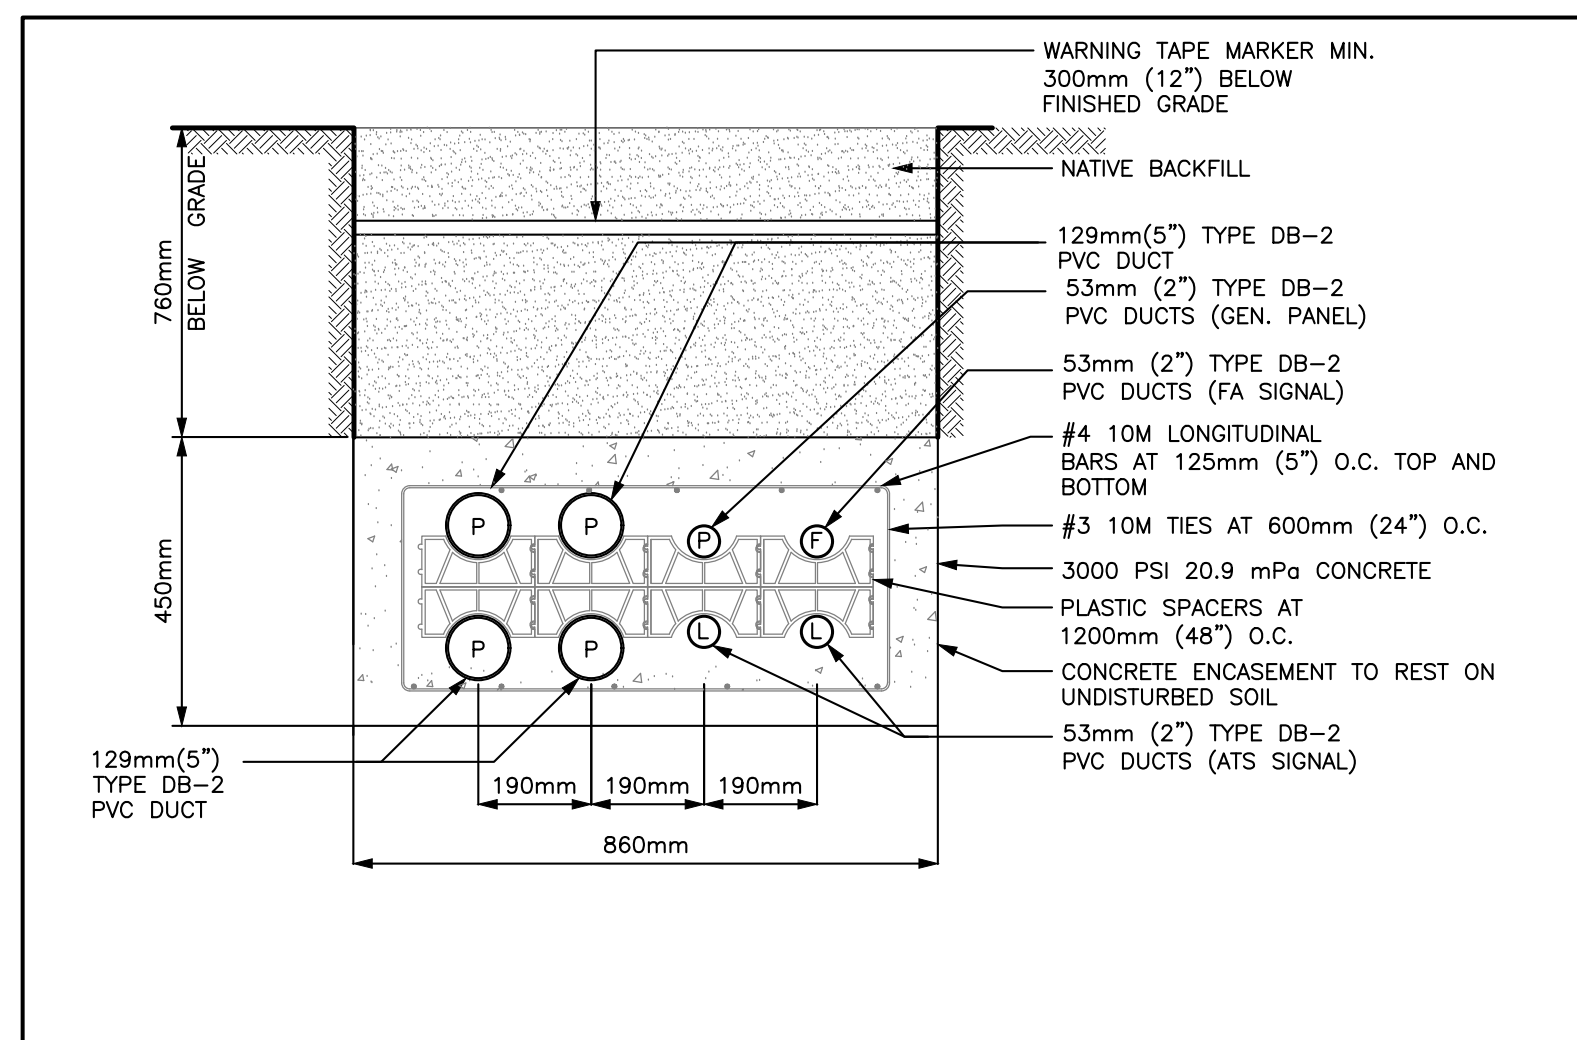 WARNING TAPE MARKER MIN.
300mm (12") BELOW
FINISHED GRADE
NATIVE BACKFILL
760mm
BELOW GRADE
129mm(5") TYPE DB-2
PVC DUCT
53mm (2") TYPE DB-2
PVC DUCTS (GEN. PANEL)
53mm (2") TYPE DB-2
PVC DUCTS (FA SIGNAL)
#4 10M LONGITUDINAL
BARS AT 125mm (5") O.C. TOP AND
BOTTOM
#3 10M TIES AT 600mm (24") O.C.
3000 PSI 20.9 mPa CONCRETE
PLASTIC SPACERS AT
1200mm (48") O.C.
CONCRETE ENCASEMENT TO REST ON
UNDISTURBED SOIL
53mm (2") TYPE DB-2
PVC DUCTS (ATS SIGNAL)
450mm
P P P F
P P L L
129mm(5")
TYPE DB-2
PVC DUCT
190mm 190mm 190mm
860mm